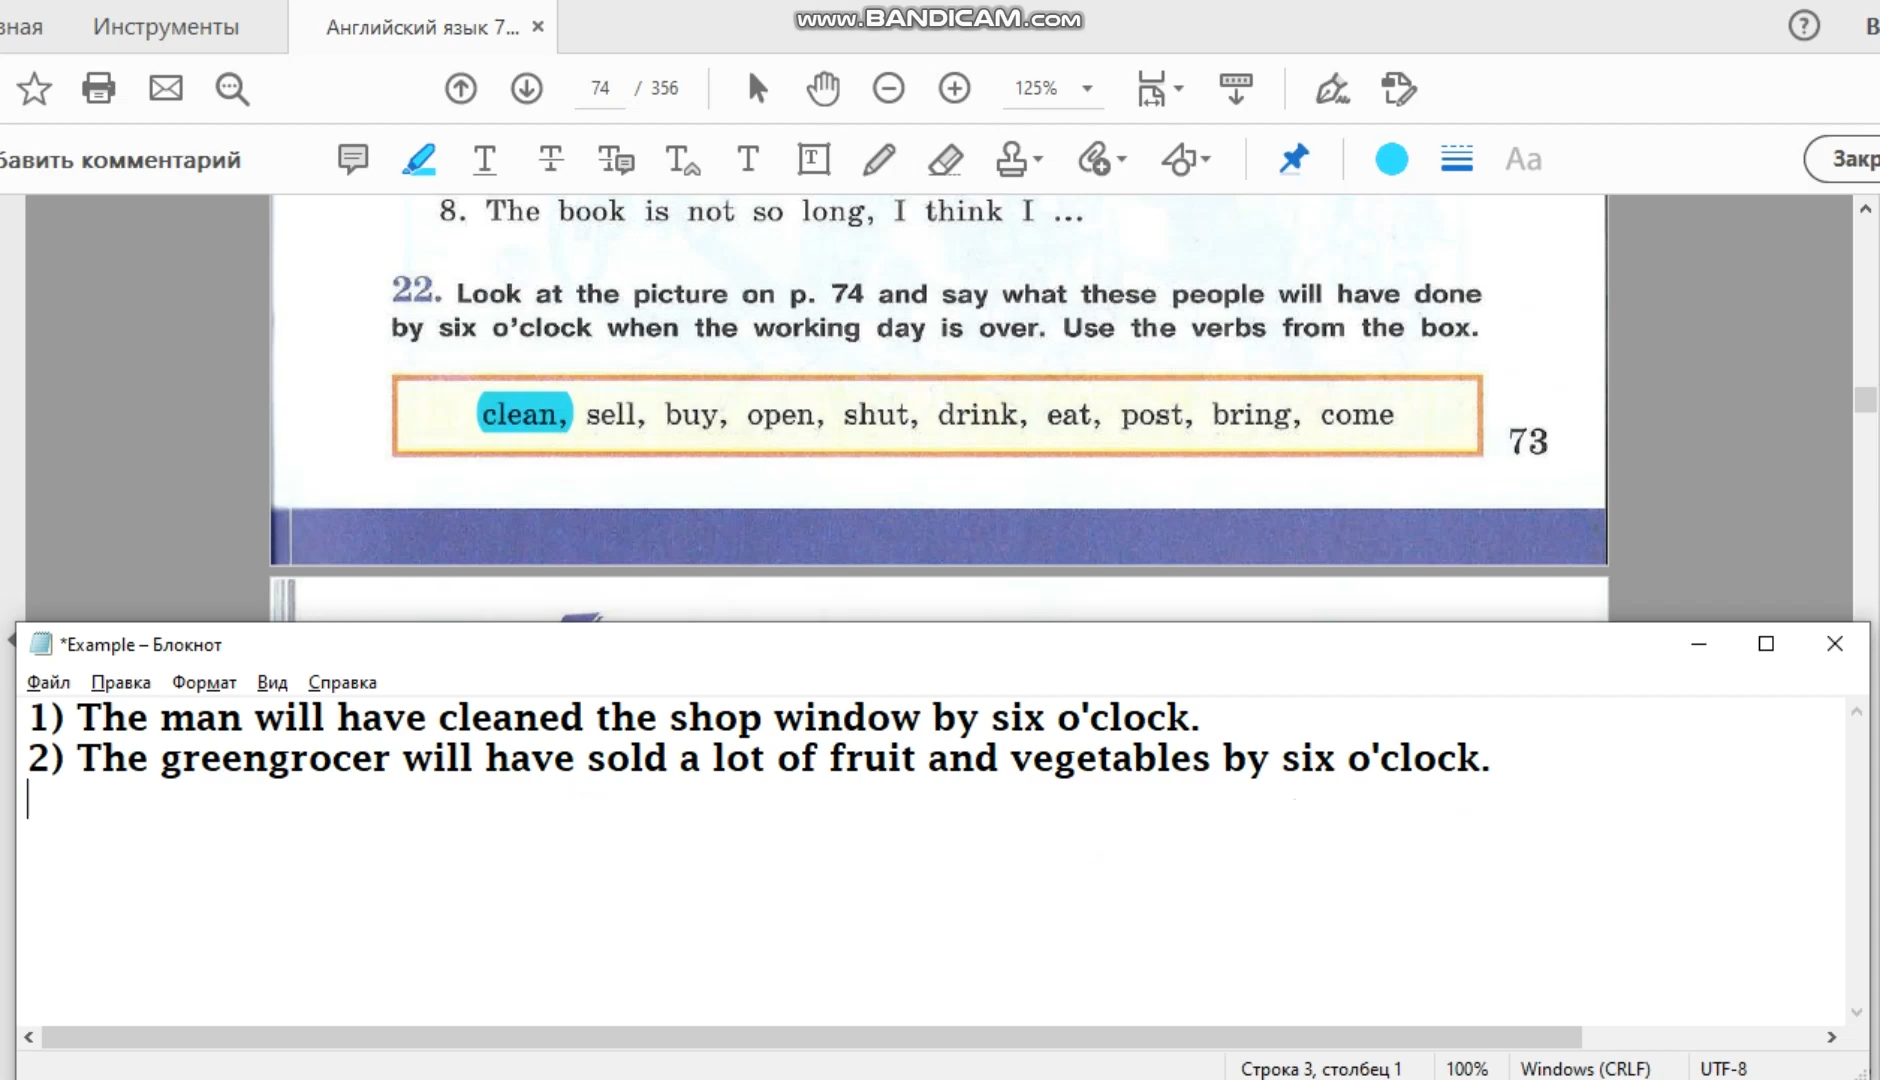 вная
Инструменты
Английский язык 7...
www.BANDICAM.com
?
В
74 / 356
125%
бавить комментарий
Aa
Закр
8. The book is not so long, I think I ...
22. Look at the picture on p. 74 and say what these people will have done
by six o'clock when the working day is over. Use the verbs from the box.
clean, sell, buy, open, shut, drink, eat, post, bring, come
73
*Example – Блокнот
Файл Правка Формат Вид Справка
1) The man will have cleaned the shop window by six o'clock.
2) The greengrocer will have sold a lot of fruit and vegetables by six o'clock.
Строка 3, столбец 1
100%
Windows (CRLF)
UTF-8